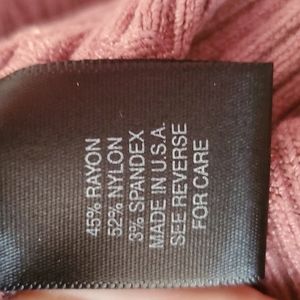 45% RAYON
52% NYLON
3% SPANDEX
MADE IN U.S.A.
SEE REVERSE
FOR CARE